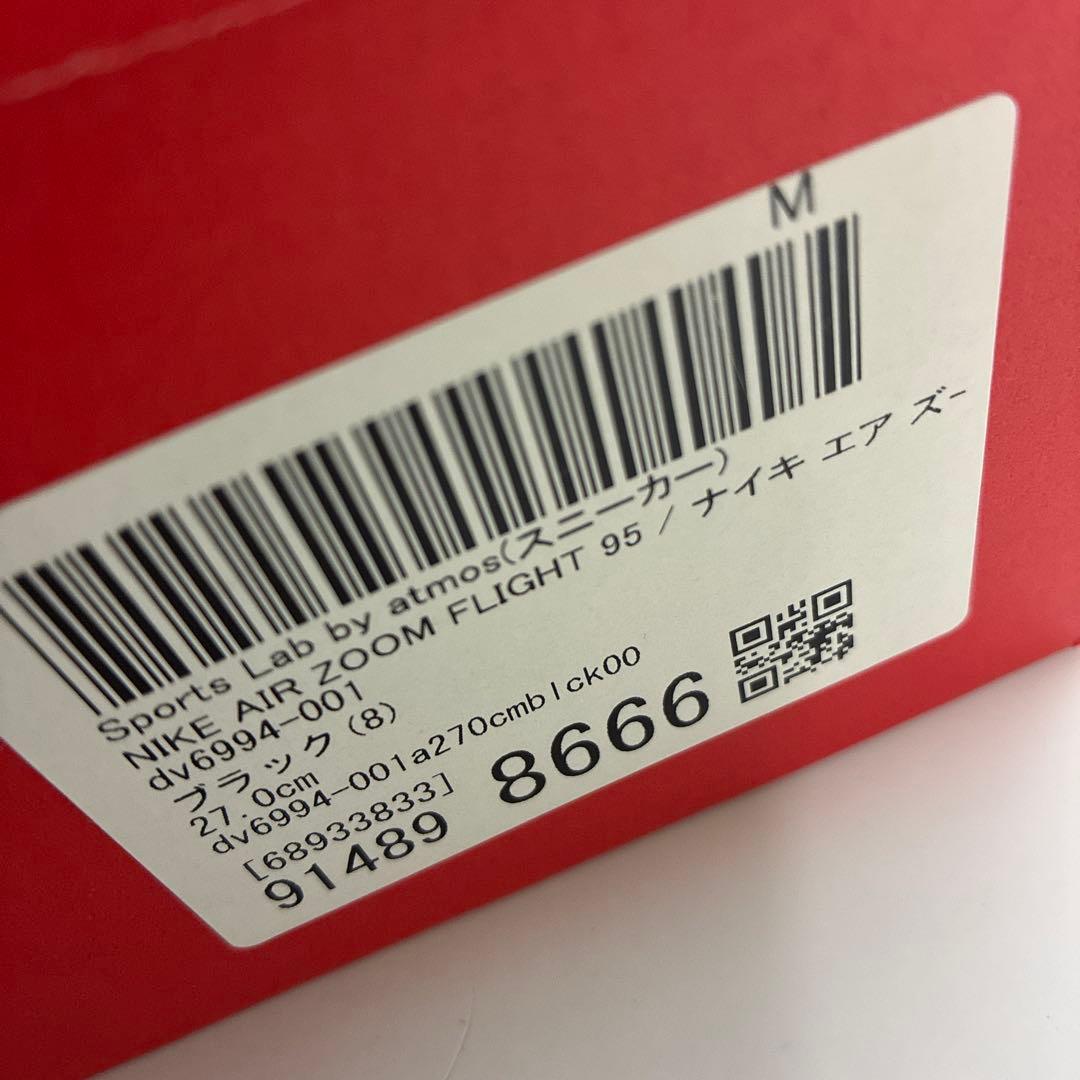 M
Sports Lab by atmos(スニーカー)
NIKE AIR ZOOM FLIGHT 95 / ナイキ エア ズー
dv6994-001
ブラック(8)
27.0cm
dv6994-001a270cmblck00
[68933833]
91489 8666